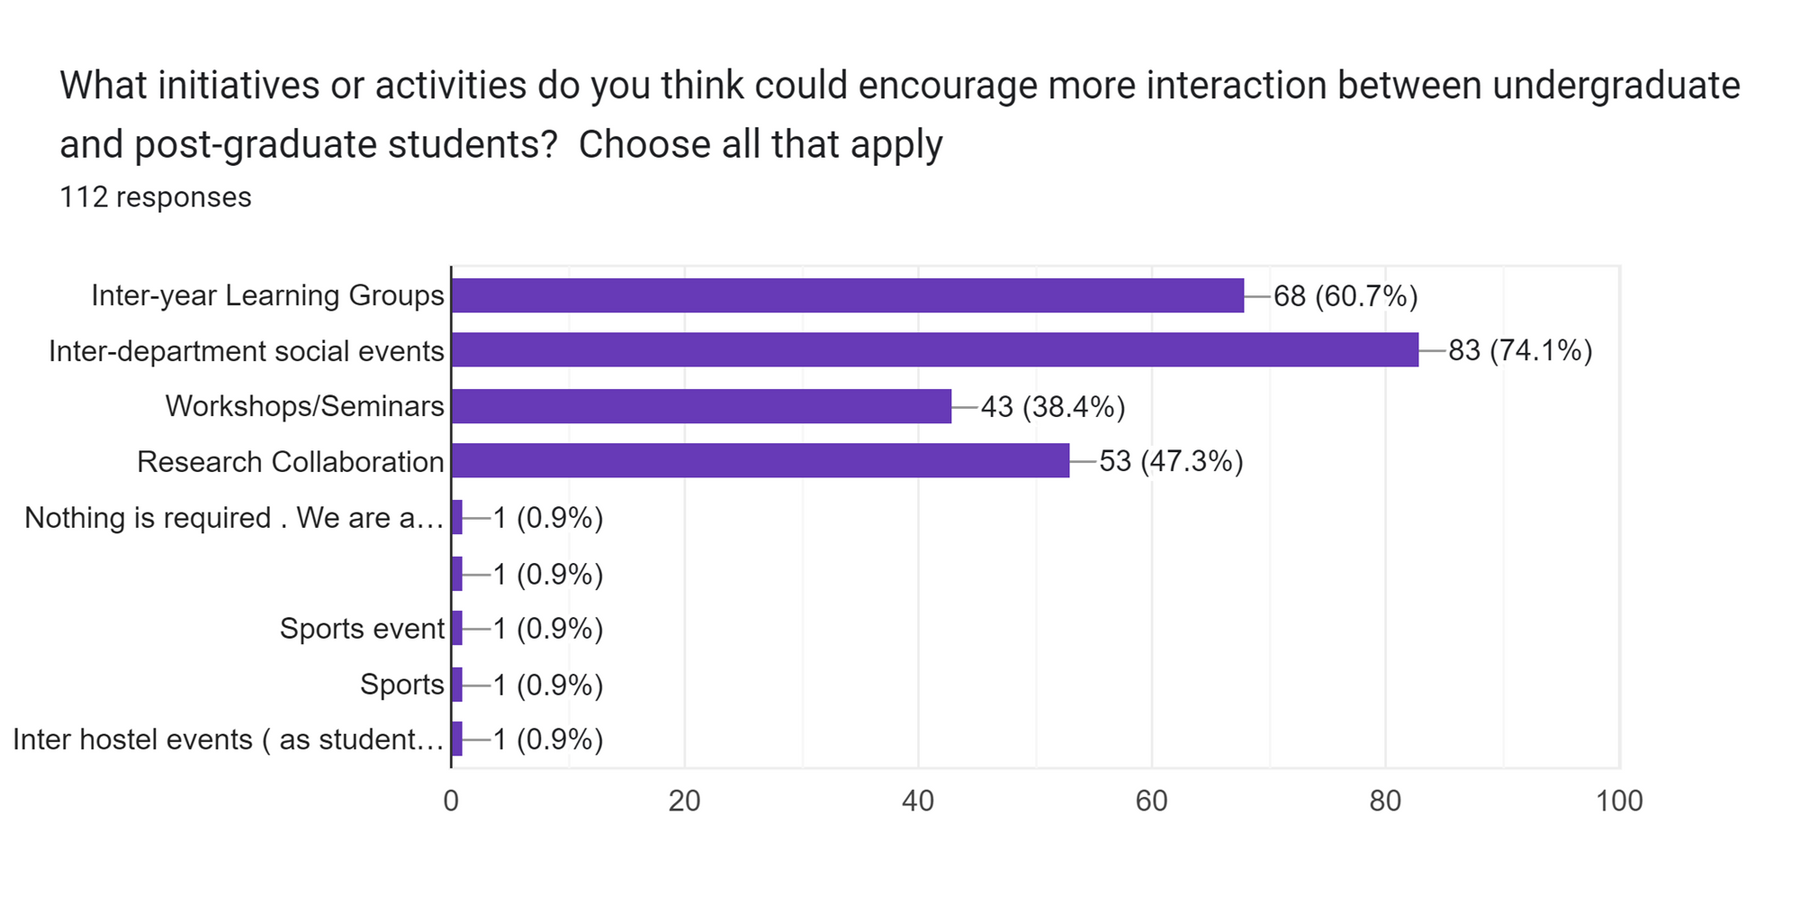 What initiatives or activities do you think could encourage more interaction between undergraduate
and post-graduate students?  Choose all that apply
112 responses
Inter-year Learning Groups 68 (60.7%)
Inter-department social events 83 (74.1%)
Workshops/Seminars 43 (38.4%)
Research Collaboration 53 (47.3%)
Nothing is required . We are a… 1 (0.9%)
1 (0.9%)
Sports event 1 (0.9%)
Sports 1 (0.9%)
Inter hostel events ( as student… 1 (0.9%)
0 20 40 60 80 100